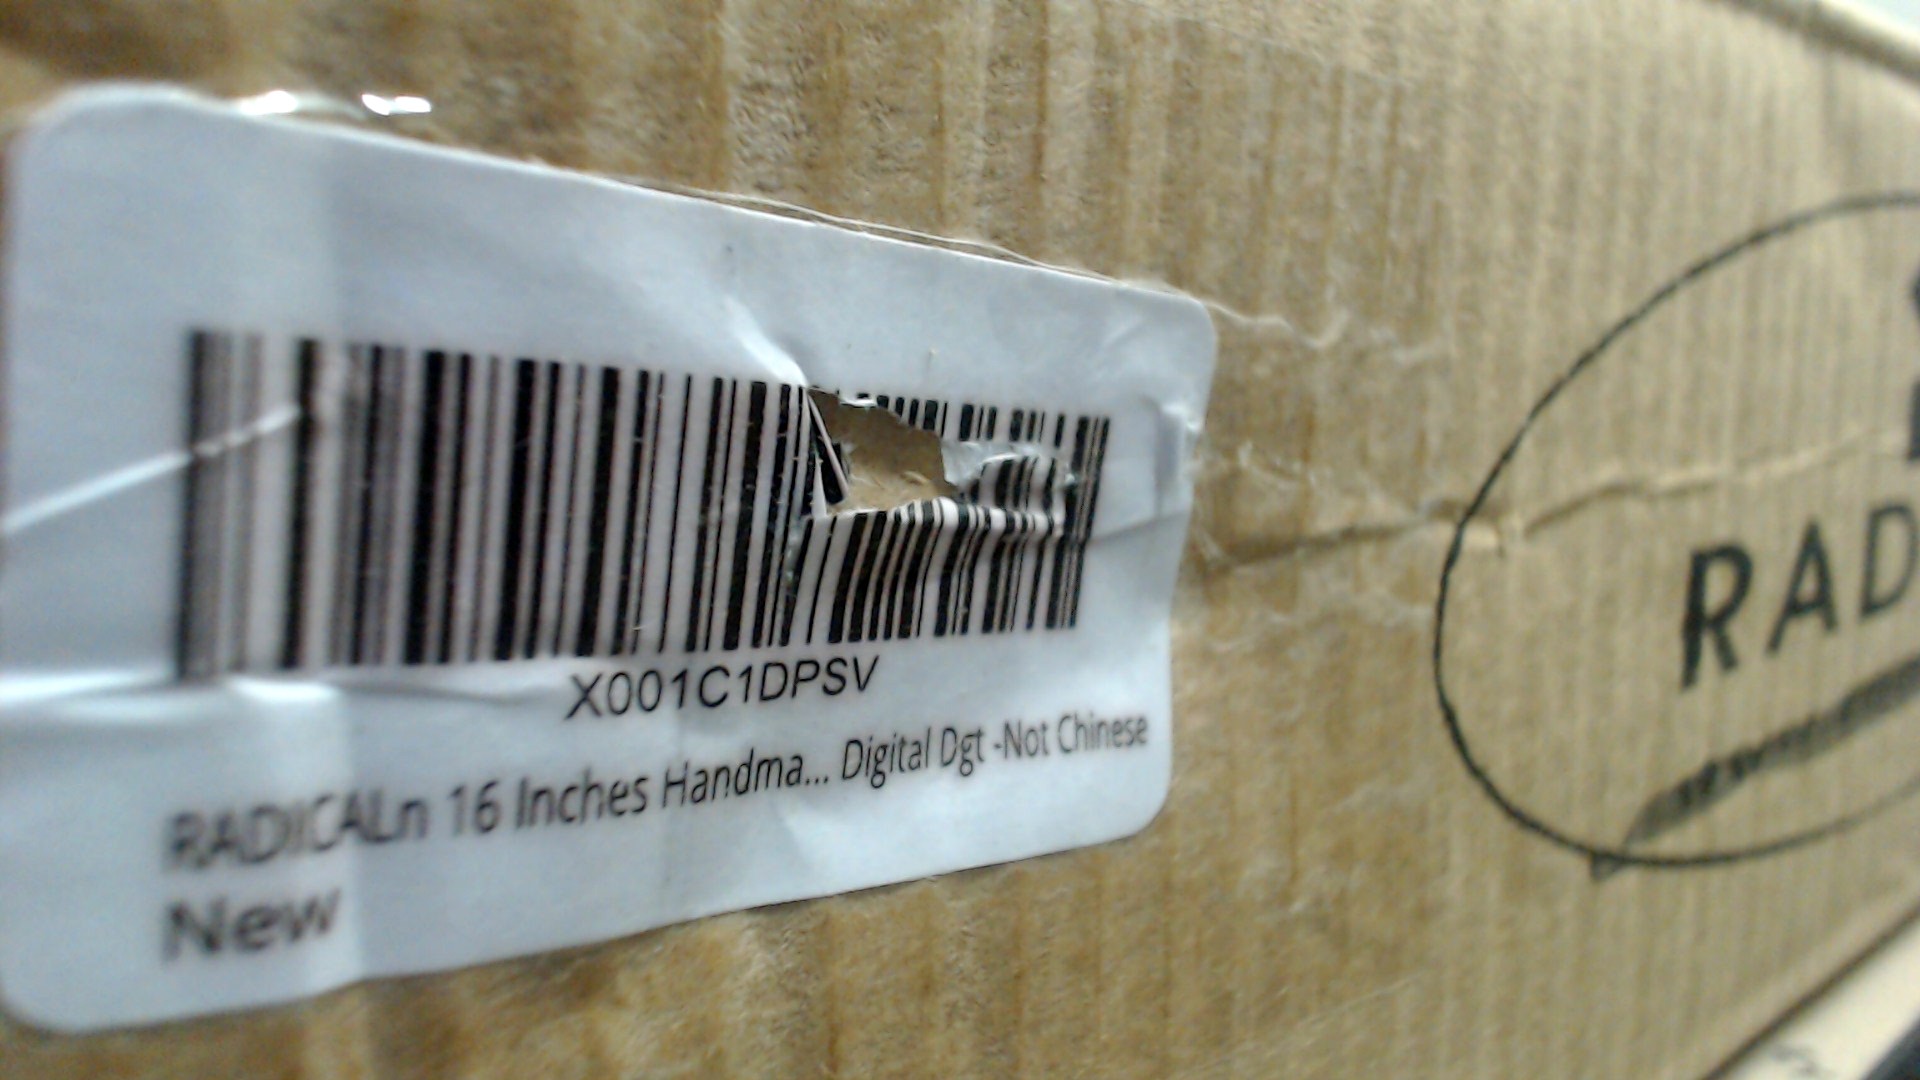 X001C1DPSV
RADICALn 16 Inches Handma... Digital Dgt -Not Chinese
New
RAD